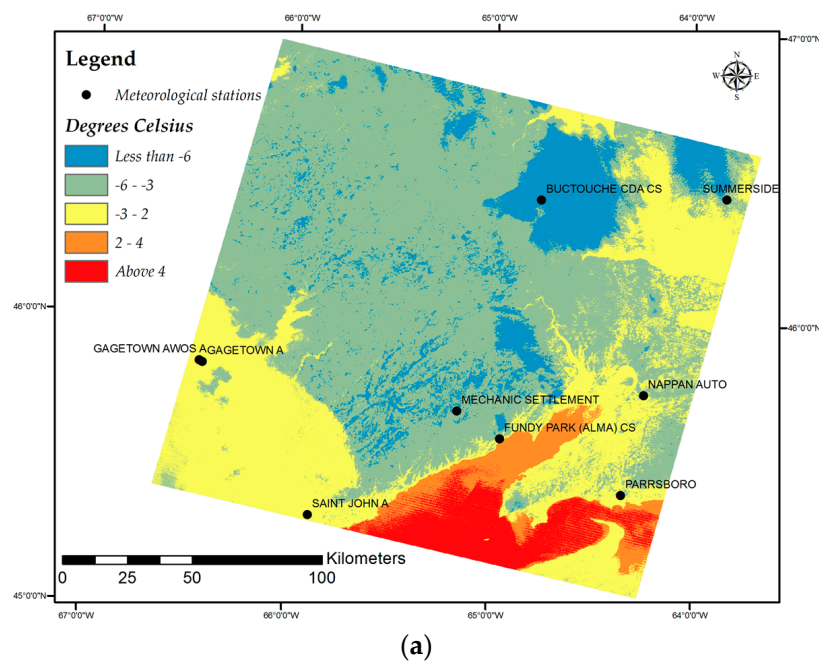 67°0'0"W 66°0'0"W 65°0'0"W 64°0'0"W
47°0'0"N
Legend
Meteorological stations
Degrees Celsius
Less than -6
-6 - -3
-3 - 2
2 - 4
Above 4
N
W E
S
BUCTOUCHE CDA CS
SUMMERSIDE
46°0'0"N
46°0'0"N
GAGETOWN AWOS A GAGETOWN A
NAPPAN AUTO
MECHANIC SETTLEMENT
FUNDY PARK (ALMA) CS
PARRSBORO
SAINT JOHN A
Kilometers
0 25 50 100
45°0'0"N
45°0'0"N
67°0'0"W 66°0'0"W 65°0'0"W 64°0'0"W
(a)